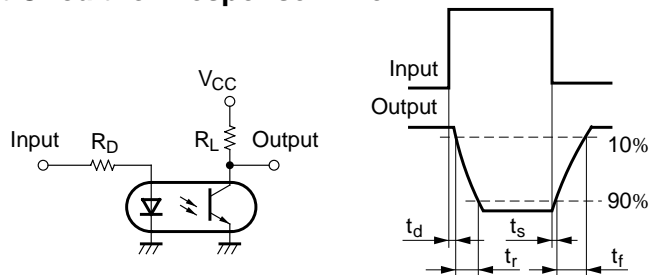 V_CC
Input R_D R_L Output
Input
Output
10%
90%
t_d t_s
t_r t_f